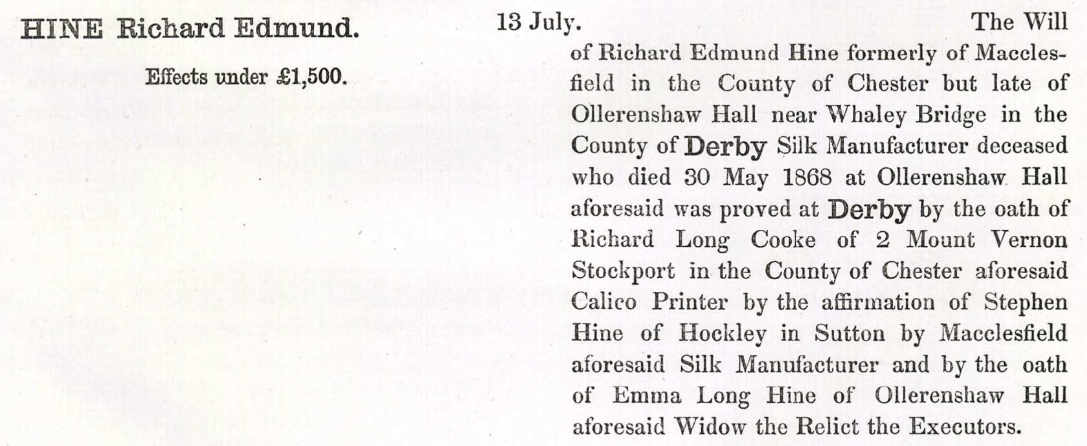 HINE Richard Edmund.
Effects under £1,500.
13 July. The Will
of Richard Edmund Hine formerly of Maccles-
field in the County of Chester but late of
Ollerenshaw Hall near Whaley Bridge in the
County of Derby Silk Manufacturer deceased
who died 30 May 1868 at Ollerenshaw Hall
aforesaid was proved at Derby by the oath of
Richard Long Cooke of 2 Mount Vernon
Stockport in the County of Chester aforesaid
Calico Printer by the affirmation of Stephen
Hine of Hockley in Sutton by Macclesfield
aforesaid Silk Manufacturer and by the oath
of Emma Long Hine of Ollerenshaw Hall
aforesaid Widow the Relict the Executors.